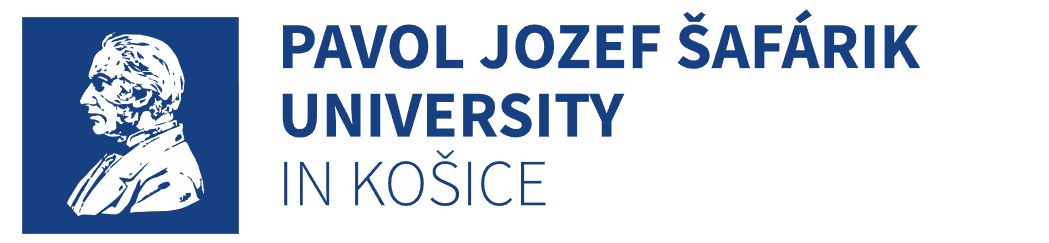 PAVOL JOZEF ŠAFÁRIK
UNIVERSITY
IN KOŠICE